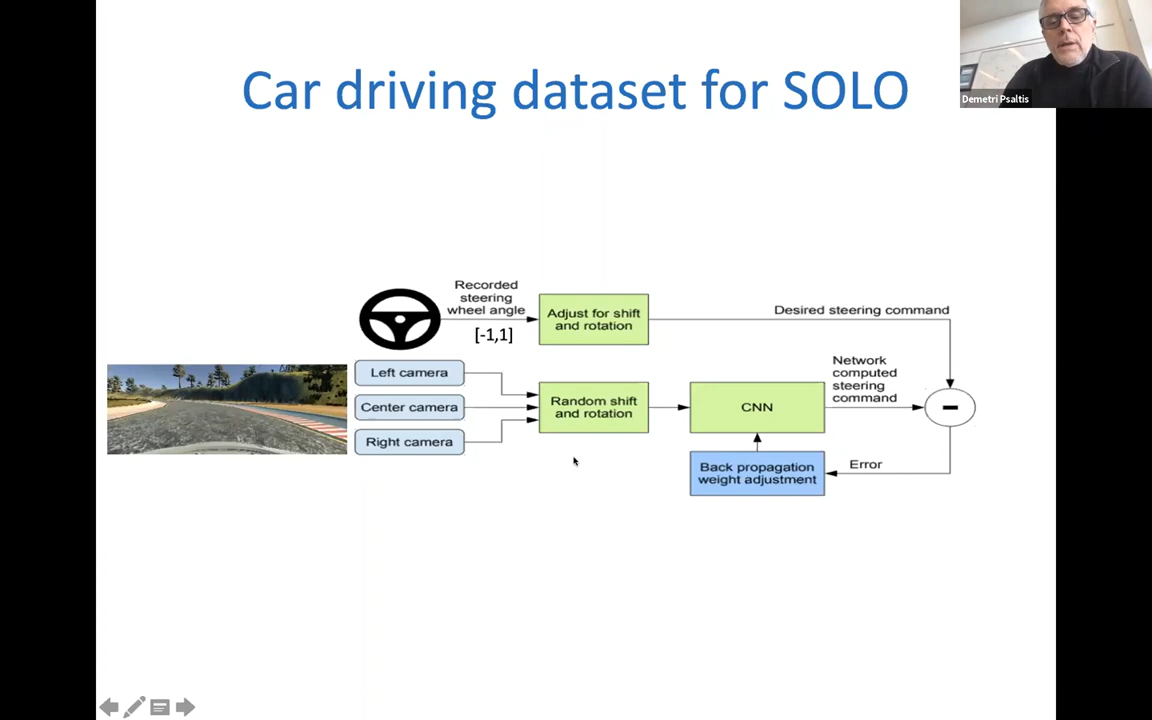 Car driving dataset for SOLO
Demetri Psaltis
Recorded
steering
wheel angle
[-1,1]
Adjust for shift
and rotation
Desired steering command
Left camera
Center camera
Right camera
Random shift
and rotation
CNN
Network
computed
steering
command
-
Back propagation
weight adjustment
Error